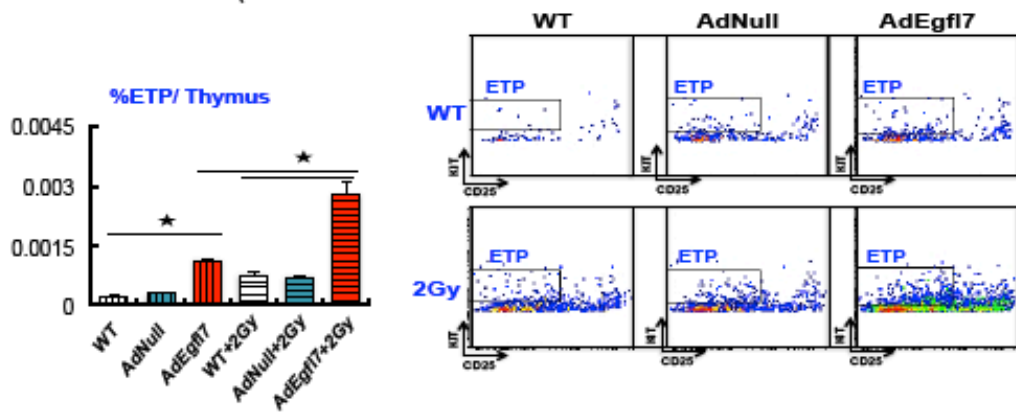 %ETP/ Thymus
0.0045
0.003
0.0015
0
★
★
WT
AdNull
AdEgfl7
WT+2Gy
AdNull+2Gy
AdEgfl7+2Gy
WT
AdNull
AdEgfl7
WT
ETP
ETP
ETP
KIT
CD25
KIT
CD25
KIT
CD25
2Gy
ETP
ETP
ETP
KIT
CD25
KIT
CD25
KIT
CD25